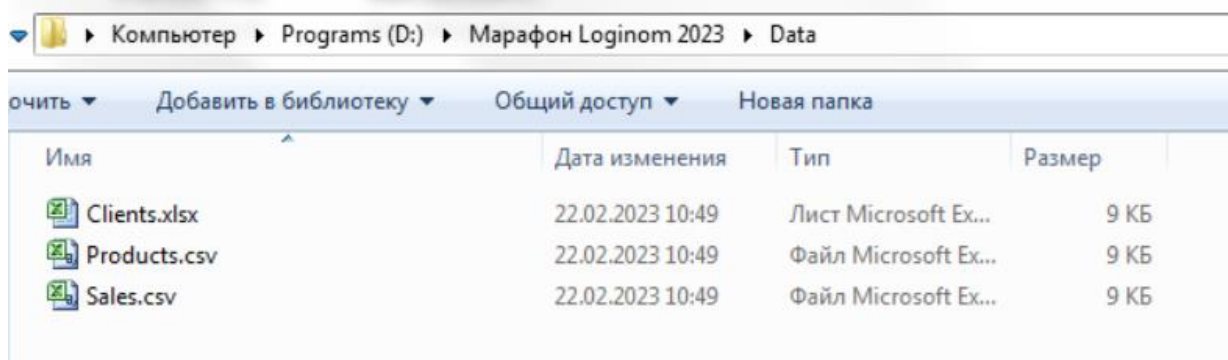 Компьютер ▸ Programs (D:) ▸ Марафон Loginom 2023 ▸ Data
очить Добавить в библиотеку Общий доступ Новая папка
Имя Дата изменения Тип Размер
Clients.xlsx 22.02.2023 10:49 Лист Microsoft Ex... 9 КБ
Products.csv 22.02.2023 10:49 Файл Microsoft Ex... 9 КБ
Sales.csv 22.02.2023 10:49 Файл Microsoft Ex... 9 КБ